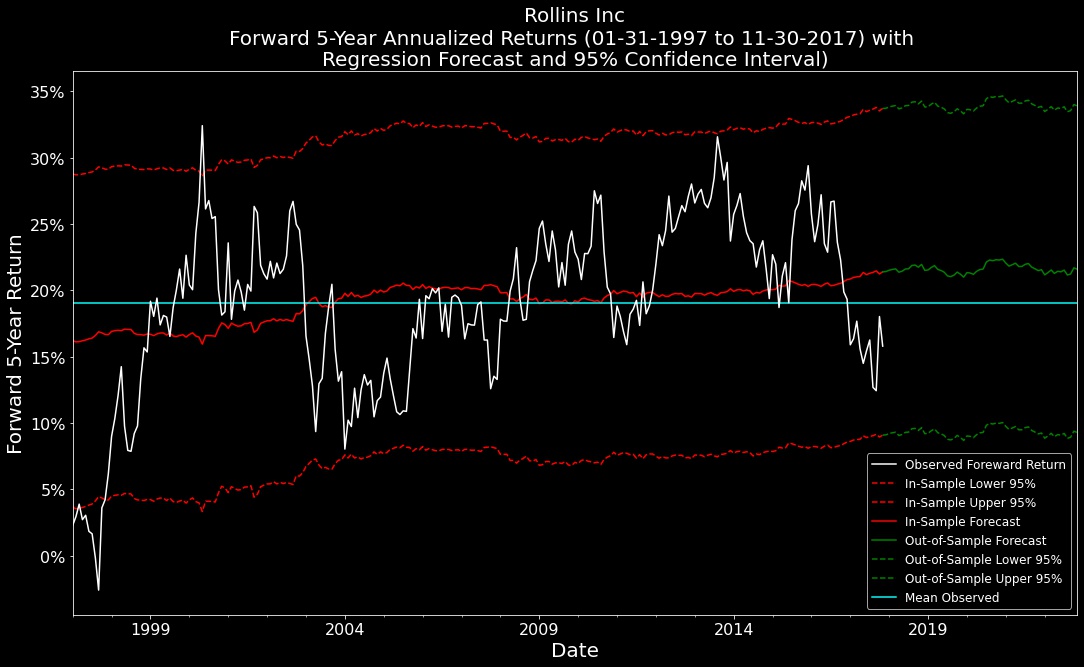 Rollins Inc
Forward 5-Year Annualized Returns (01-31-1997 to 11-30-2017) with
Regression Forecast and 95% Confidence Interval)
Forward 5-Year Return
35%
30%
25%
20%
15%
10%
5%
0%
Observed Foreward Return
In-Sample Lower 95%
In-Sample Upper 95%
In-Sample Forecast
Out-of-Sample Forecast
Out-of-Sample Lower 95%
Out-of-Sample Upper 95%
Mean Observed
1999 2004 2009 2014 2019
Date